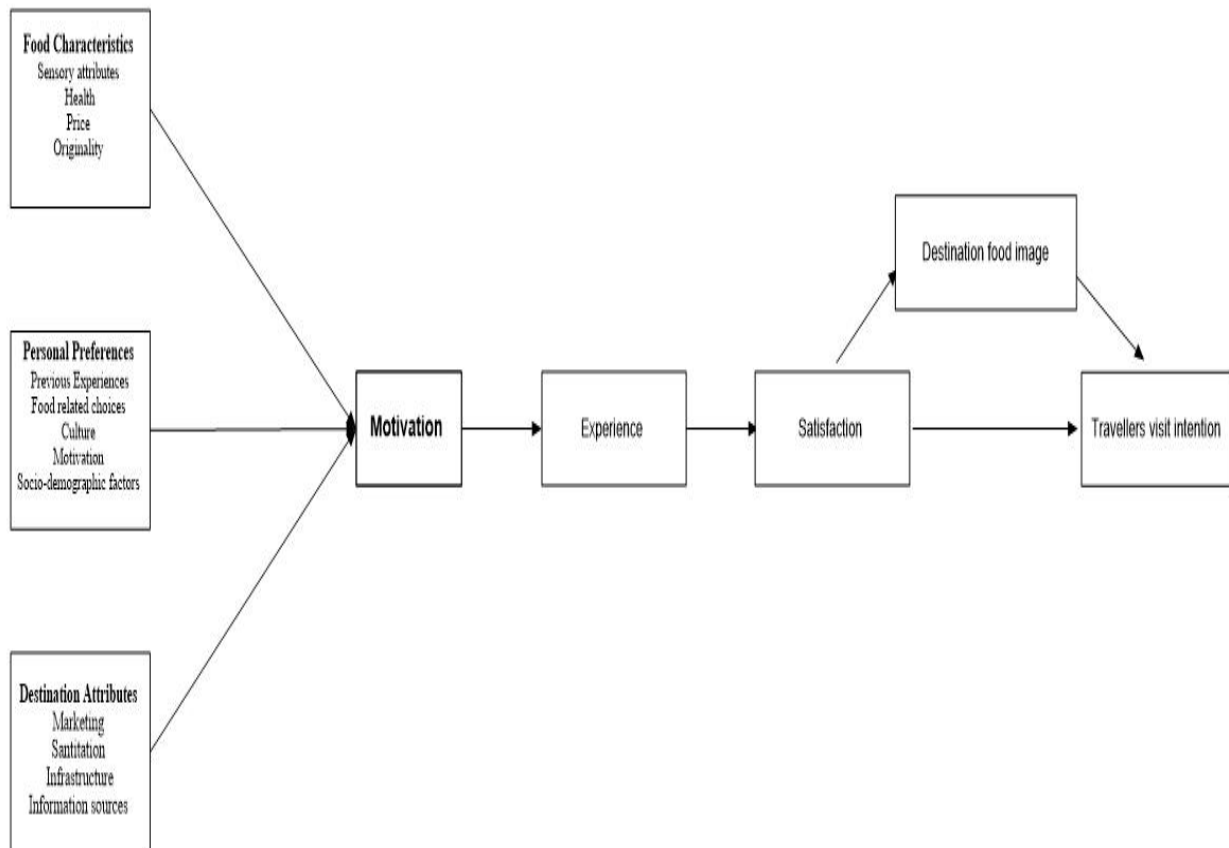 Food Characteristics
Sensory attributes
Health
Price
Originality
Personal Preferences
Previous Experiences
Food related choices
Culture
Motivation
Socio-demographic factors
Destination Attributes
Marketing
Santitation
Infrastructure
Information sources
Motivation
Experience
Satisfaction
Destination food image
Travellers visit intention